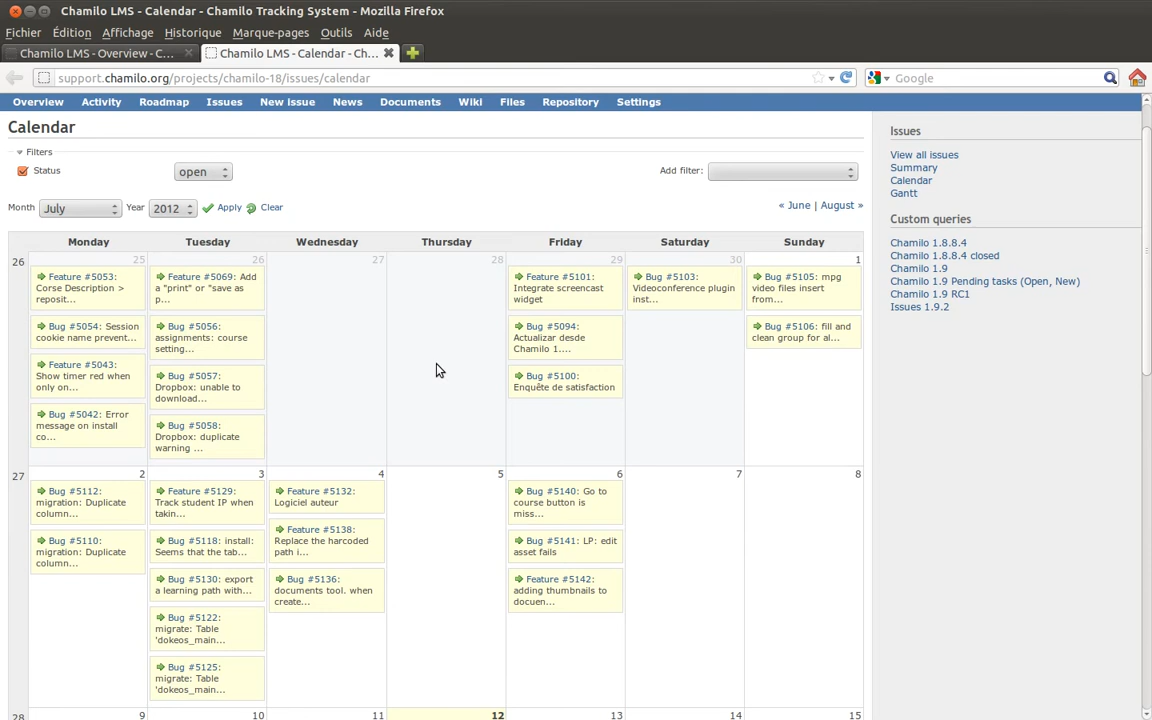 Chamilo LMS - Calendar - Chamilo Tracking System - Mozilla Firefox
Fichier Édition Affichage Historique Marque-pages Outils Aide
Chamilo LMS - Overview - C... Chamilo LMS - Calendar - Ch...
support.chamilo.org/projects/chamilo-18/issues/calendar Google
Overview Activity Roadmap Issues New issue News Documents Wiki Files Repository Settings
Calendar
Filters
Status open Add filter:
Month July Year 2012 Apply Clear « June | August »
Monday Tuesday Wednesday Thursday Friday Saturday Sunday
26
25
Feature #5053:
Corse Description >
reposit...
Bug #5054: Session
cookie name prevent...
Feature #5043:
Show timer red when
only on...
Bug #5042: Error
message on install
co...
26
Feature #5069: Add
a "print" or "save as
p...
Bug #5056:
assignments: course
setting...
Bug #5057:
Dropbox: unable to
download...
Bug #5058:
Dropbox: duplicate
warning ...
27
28
29
Feature #5101:
Integrate screencast
widget
Bug #5094:
Actualizar desde
Chamilo 1....
Bug #5100:
Enquête de satisfaction
30
Bug #5103:
Videoconference plugin
inst...
1
Bug #5105: mpg
video files insert
from...
Bug #5106: fill and
clean group for al...
27
2
Bug #5112:
migration: Duplicate
column...
Bug #5110:
migration: Duplicate
column...
3
Feature #5129:
Track student IP when
takin...
Bug #5118: install:
Seems that the tab...
Bug #5130: export
a learning path with...
Bug #5122:
migrate: Table
'dokeos_main...
Bug #5125:
migrate: Table
'dokeos_main...
4
Feature #5132:
Logiciel auteur
Feature #5138:
Replace the harcoded
path i...
Bug #5136:
documents tool. when
create...
5
6
Bug #5140: Go to
course button is
miss...
Bug #5141: LP: edit
asset fails
Feature #5142:
adding thumbnails to
docuen...
7
8
28
9 10 11 12 13 14 15
Issues
View all issues
Summary
Calendar
Gantt
Custom queries
Chamilo 1.8.8.4
Chamilo 1.8.8.4 closed
Chamilo 1.9
Chamilo 1.9 Pending tasks (Open, New)
Chamilo 1.9 RC1
Issues 1.9.2